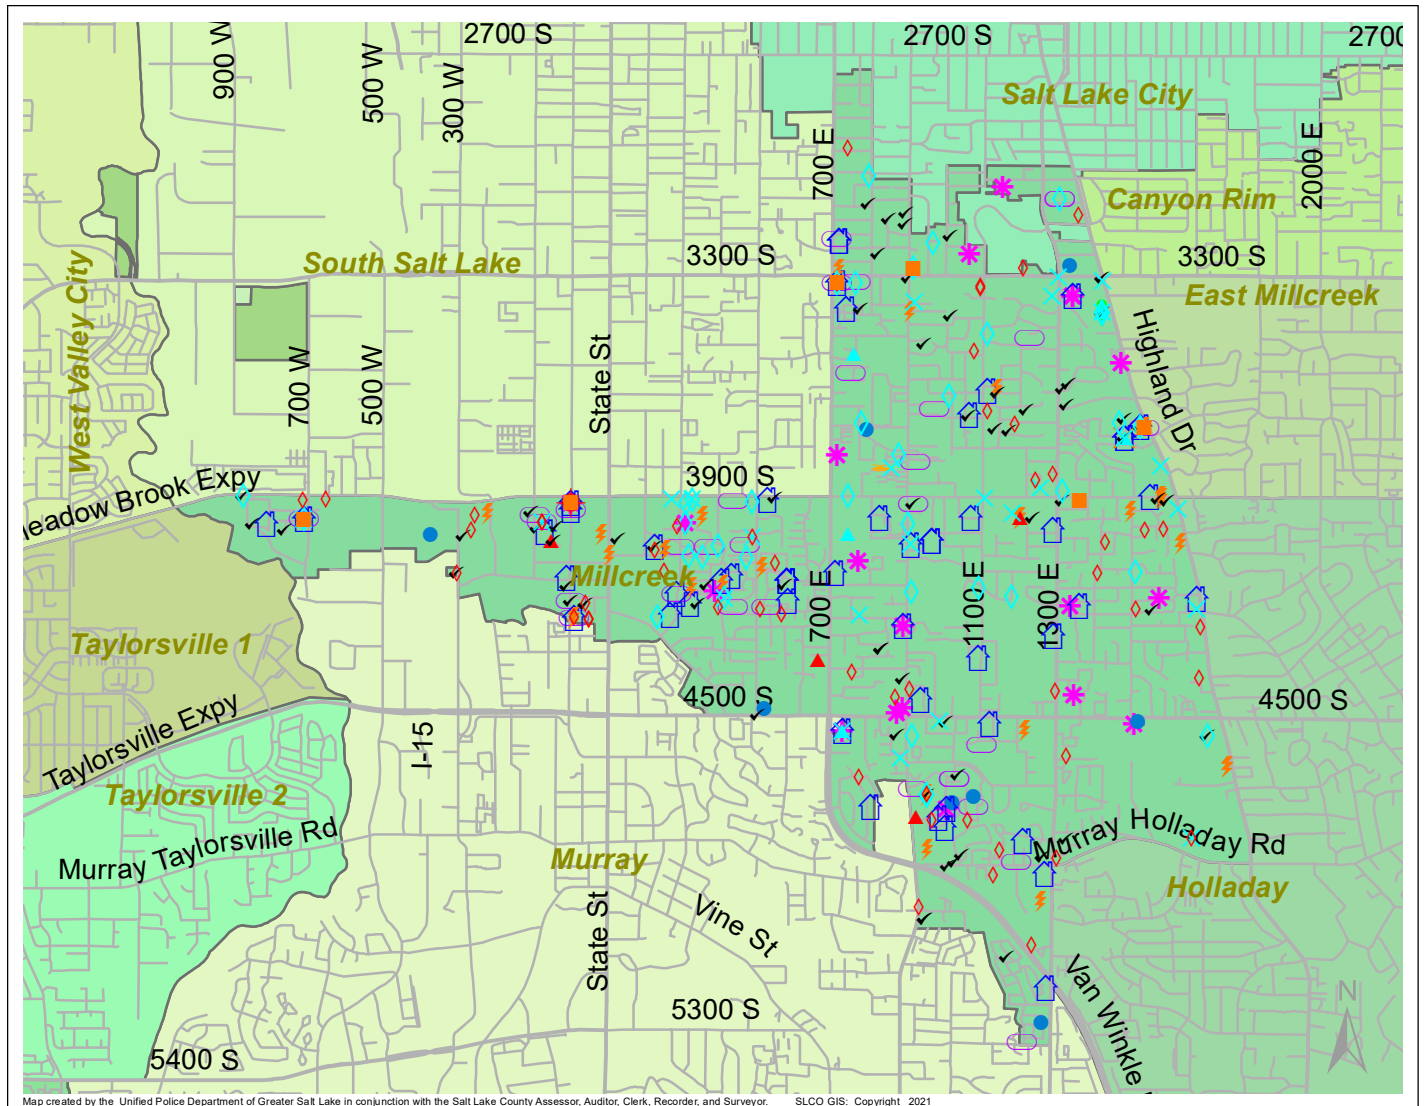 2700 S
2700 S
2700
900 W
500 W
300 W
Salt Lake City
700 E
2000 E
Canyon Rim
3300 S
3300 S
South Salt Lake
East Millcreek
West Valley City
Highland Dr
700 W
500 W
State St
3900 S
eadow Brook Expy
Millcreek
700 E
1100 E
1300 E
Taylorsville 1
4500 S
4500 S
Taylorsville Expy
I-15
Taylorsville 2
Murray Taylorsville Rd
Murray
Murray Holladay Rd
Holladay
State St
Vine St
Van Winkle
5300 S
N
5400 S
Map created by the Unified Police Department of Greater Salt Lake in conjunction with the Salt Lake County Assessor, Auditor, Clerk, Recorder, and Surveyor. SLCO GIS: Copyright 2021